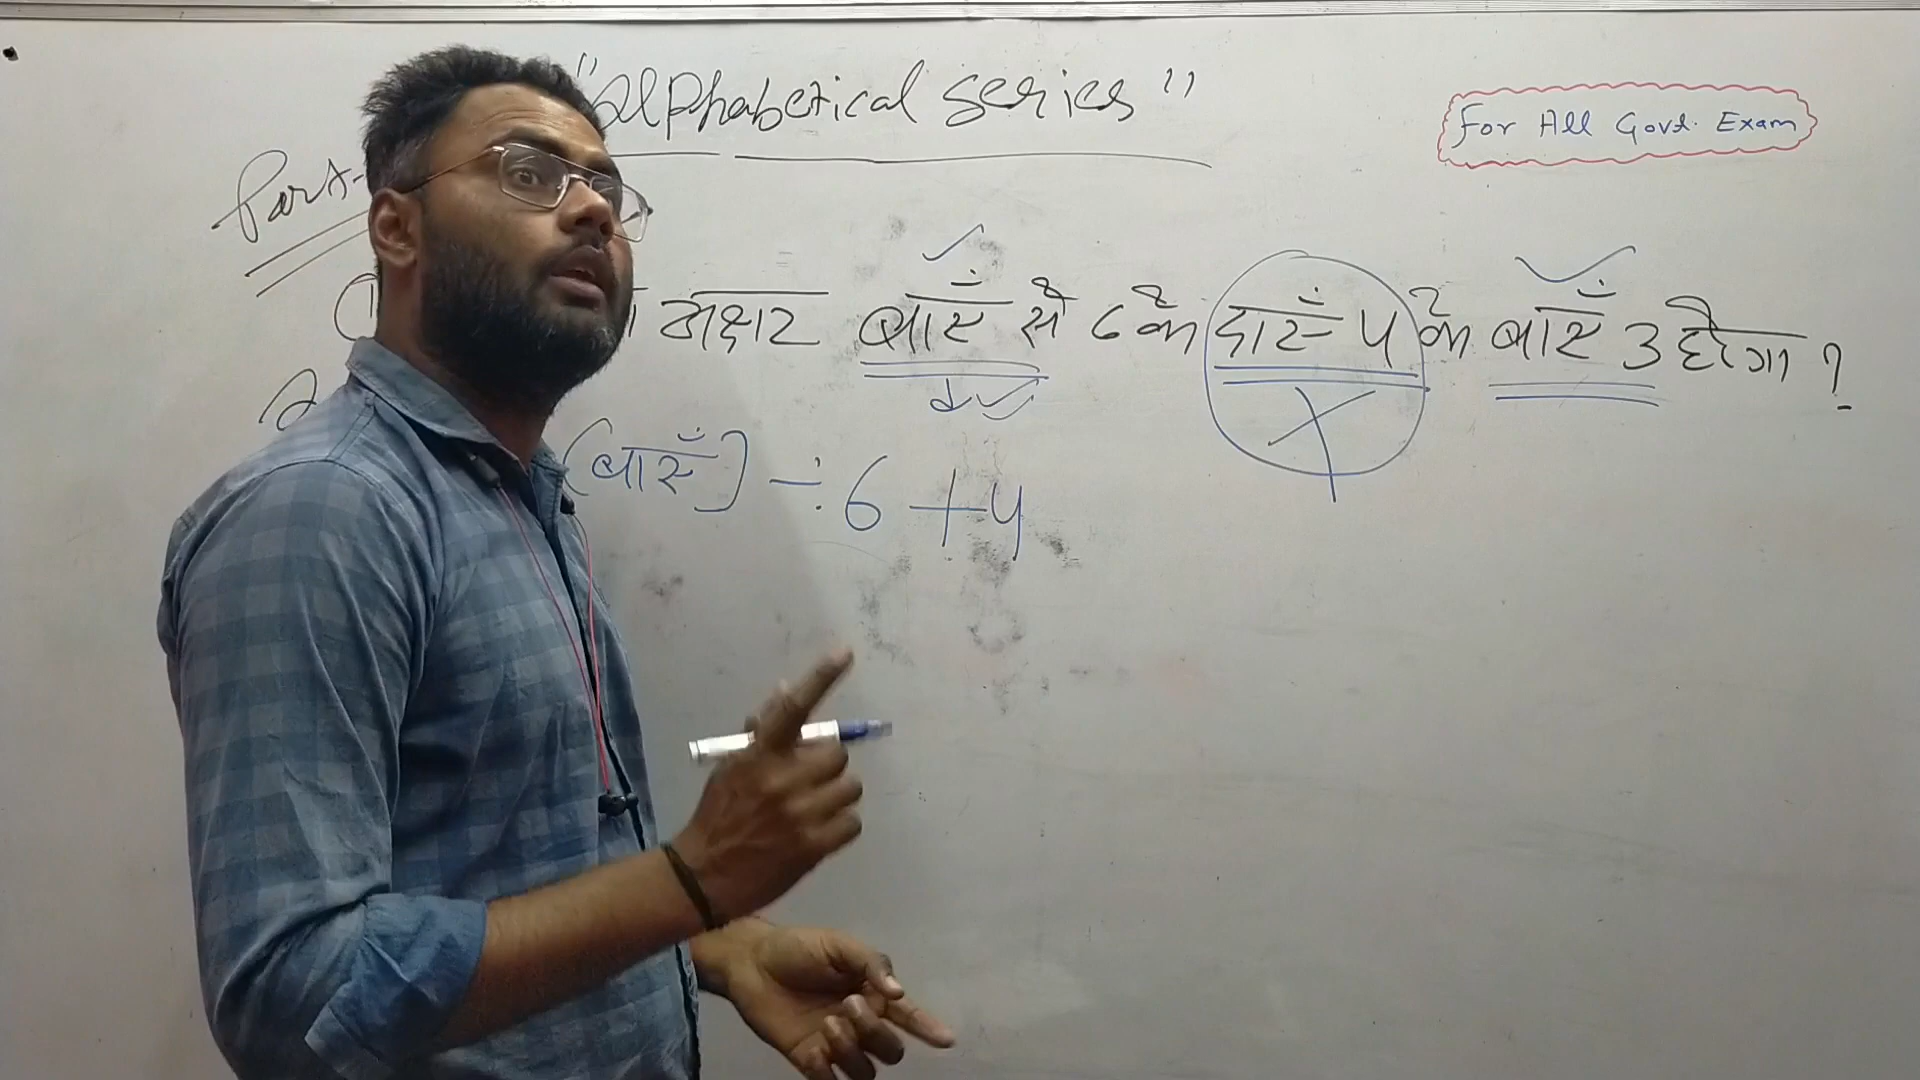 "Alphabetical series"
For All Govt. Exam
Part-
अक्षर बाएँ से 6 के दाएँ 4 के बाएँ 3 होगा ?
(बाएँ) ÷ 6 + 4